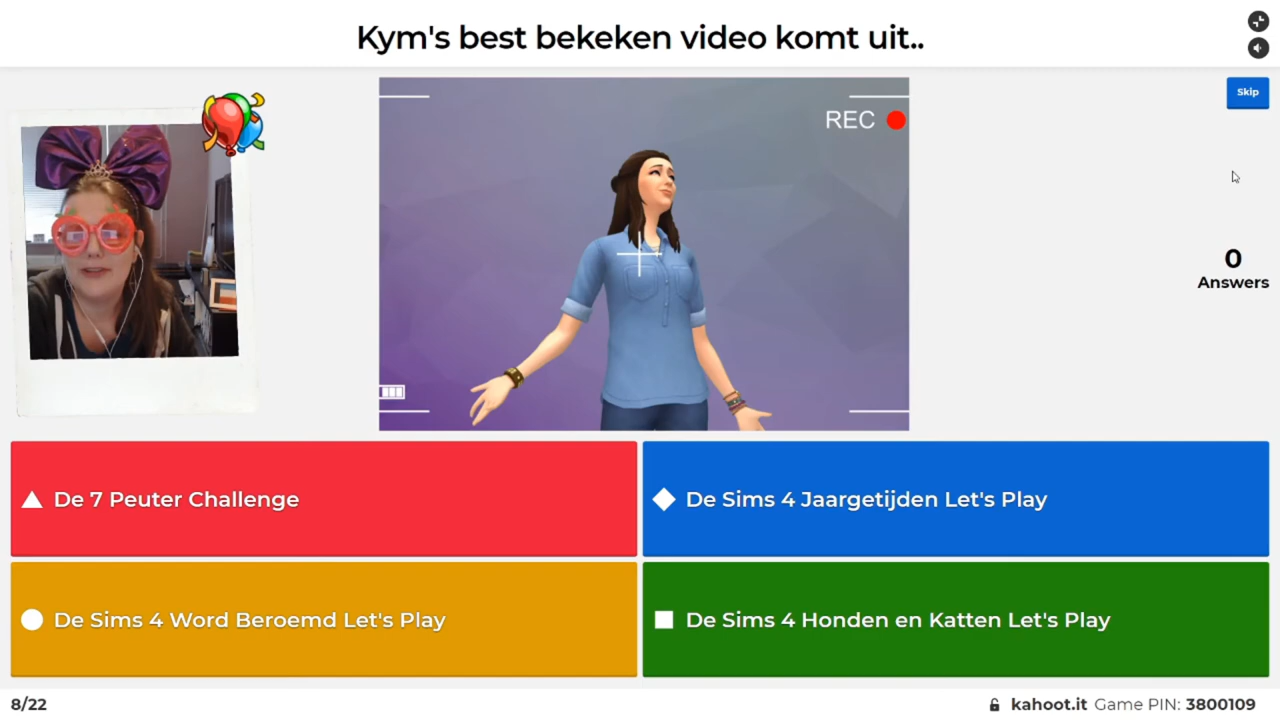 Kym's best bekeken video komt uit..
Skip
REC
0
Answers
De 7 Peuter Challenge
De Sims 4 Jaargetijden Let's Play
De Sims 4 Word Beroemd Let's Play
De Sims 4 Honden en Katten Let's Play
8/22
kahoot.it Game PIN: 3800109